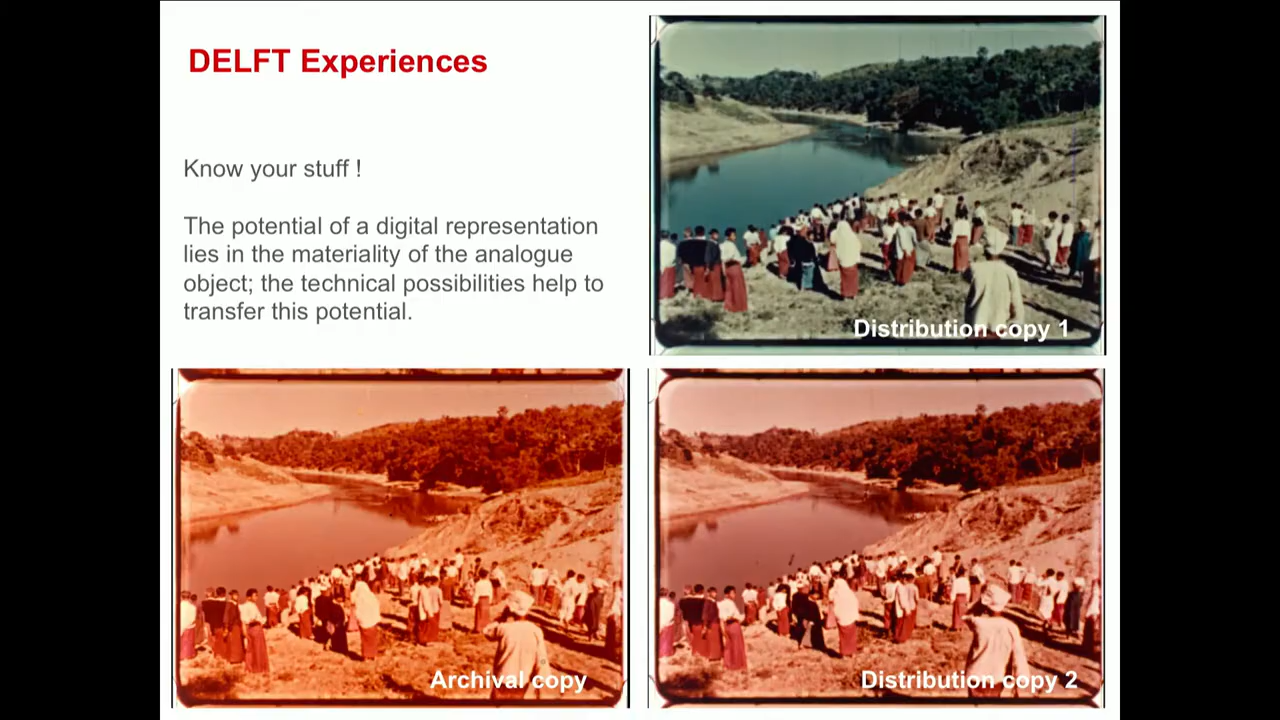 DELFT Experiences
Know your stuff !
The potential of a digital representation
lies in the materiality of the analogue
object; the technical possibilities help to
transfer this potential.
Distribution copy 1
Archival copy
Distribution copy 2